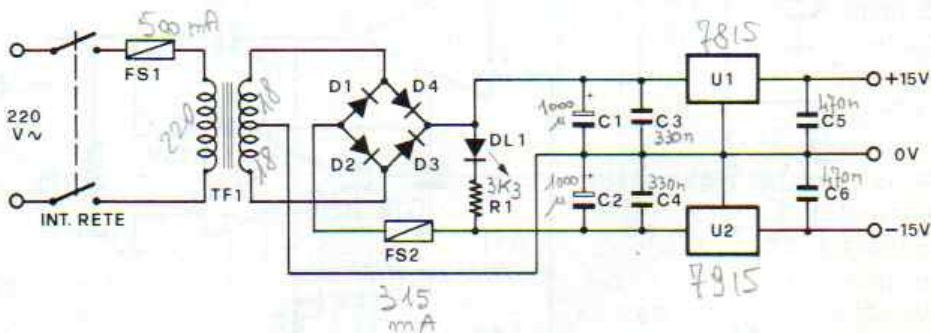 500 mA
7815
FS1
U1
+15V
D1
D4
220
18
1000
µ
C1
C3
470n
C5
220
V~
330n
DL1
0V
D2
D3
18
3K3
1000
µ
330n
470n
R1
C2
C4
C6
TF1
INT. RETE
U2
-15V
FS2
7915
315
mA